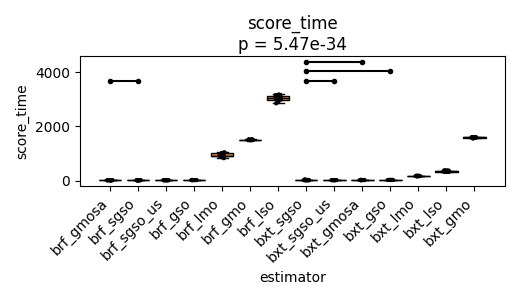 score_time
p = 5.47e-34
score_time
4000
2000
0
brf_gmosa
brf_sgso
brf_sgso_us
brf_gso
brf_lmo
brf_gmo
brf_lso
bxt_sgso
bxt_sgso_us
bxt_gmosa
bxt_gso
bxt_lmo
bxt_lso
bxt_gmo
estimator